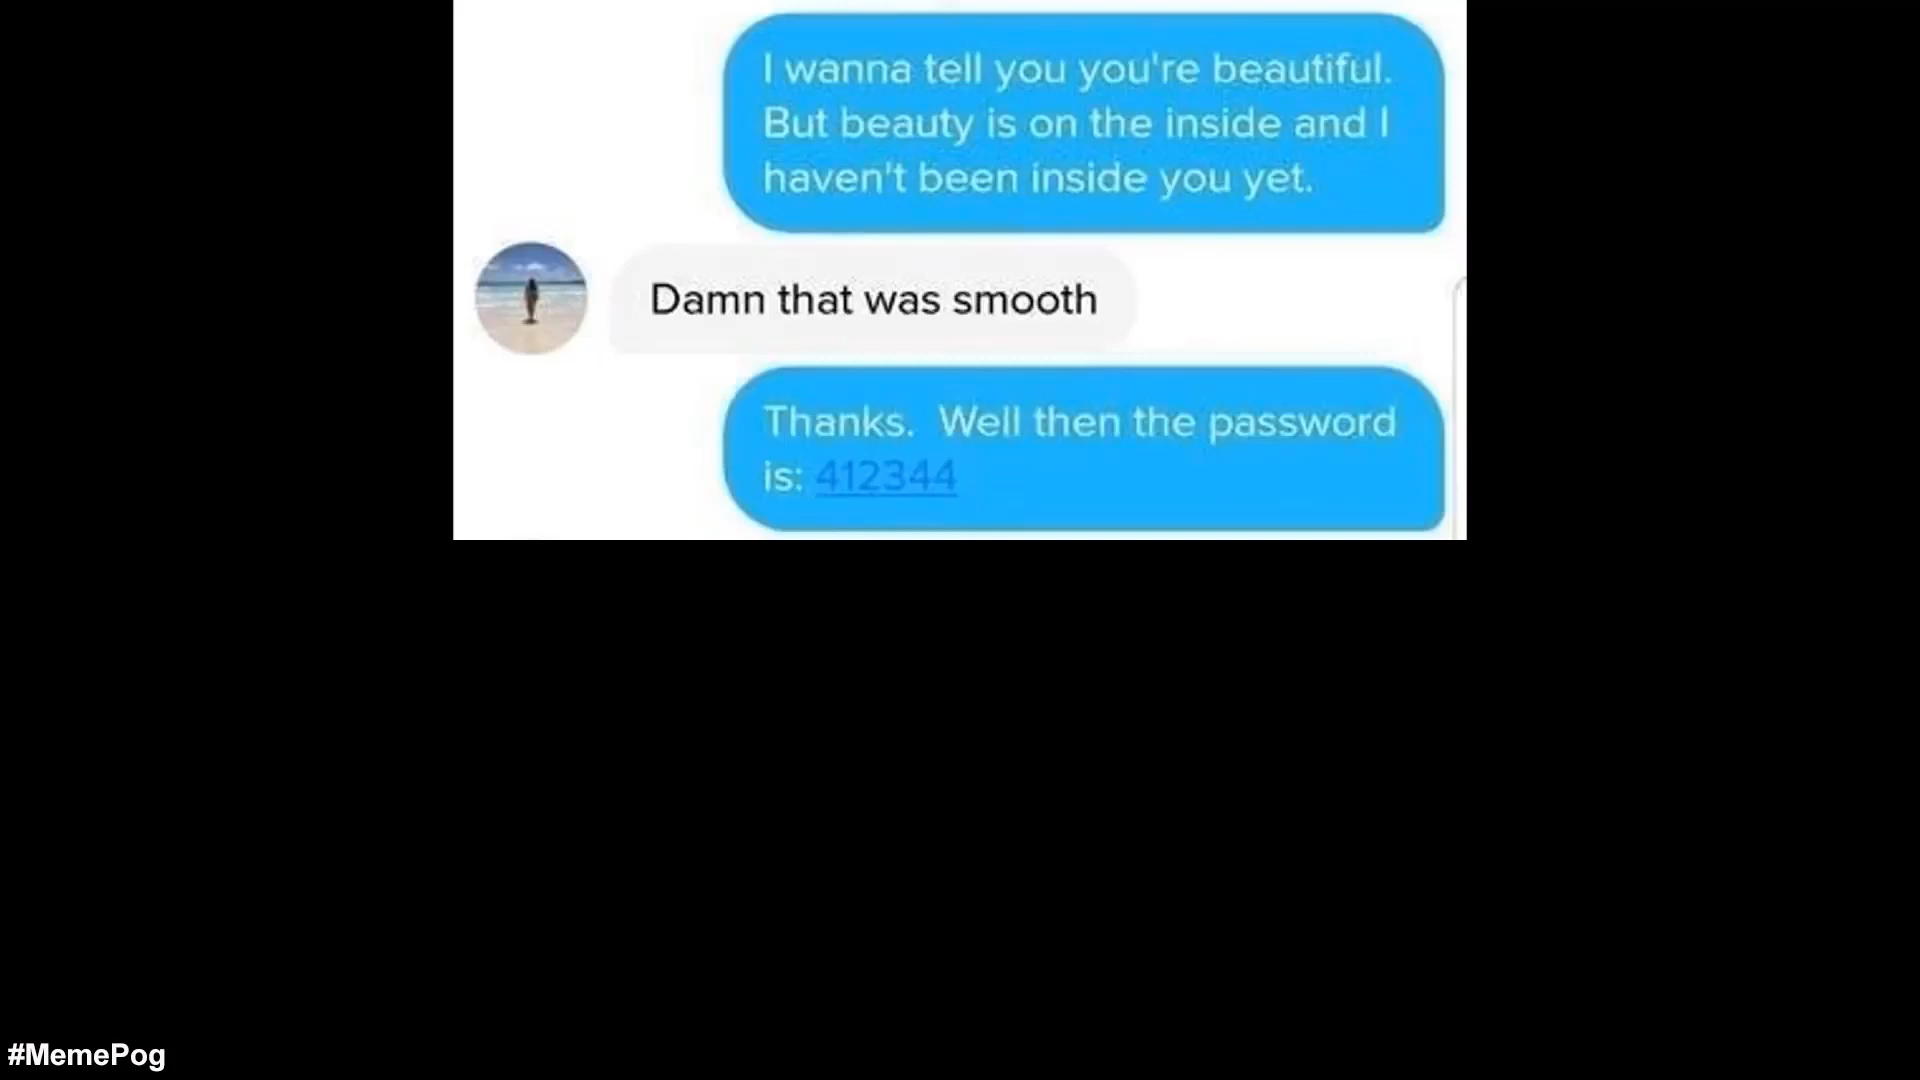 I wanna tell you you're beautiful.
But beauty is on the inside and I
haven't been inside you yet.
Damn that was smooth
Thanks.  Well then the password
is: 412344
#MemePog